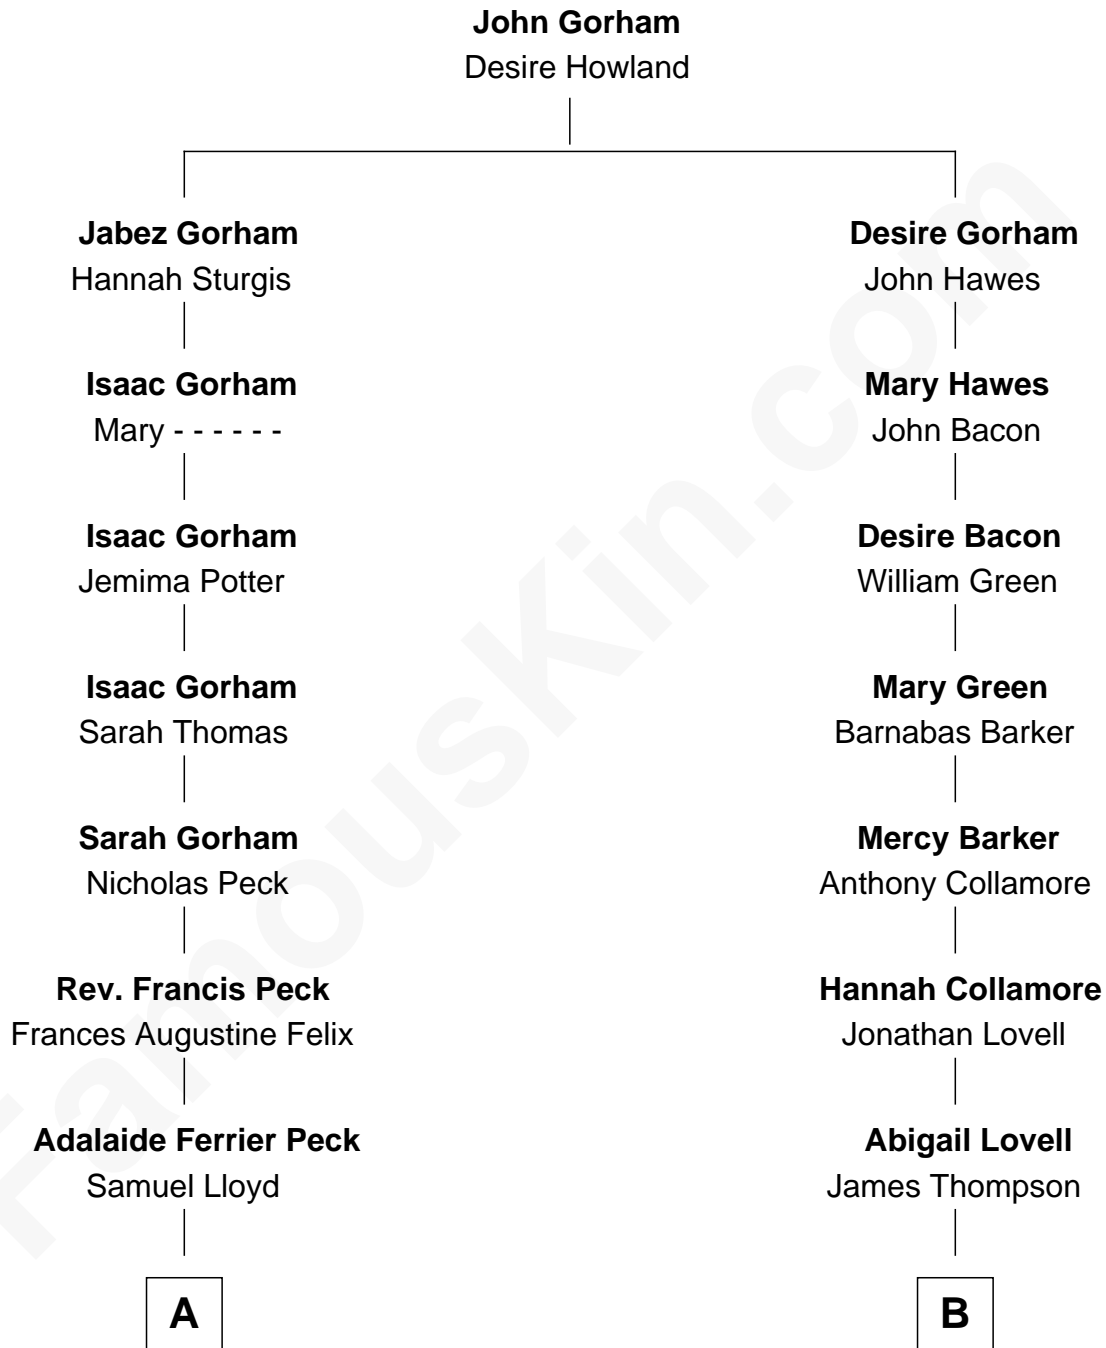 John Gorham
Desire Howland
Jabez Gorham
Hannah Sturgis
Desire Gorham
John Hawes
Isaac Gorham
Mary - - - - - -
Mary Hawes
John Bacon
Isaac Gorham
Jemima Potter
Desire Bacon
William Green
Isaac Gorham
Sarah Thomas
Mary Green
Barnabas Barker
Sarah Gorham
Nicholas Peck
Mercy Barker
Anthony Collamore
Rev. Francis Peck
Frances Augustine Felix
Hannah Collamore
Jonathan Lovell
Adalaide Ferrier Peck
Samuel Lloyd
Abigail Lovell
James Thompson
A
B
FamousKin.com